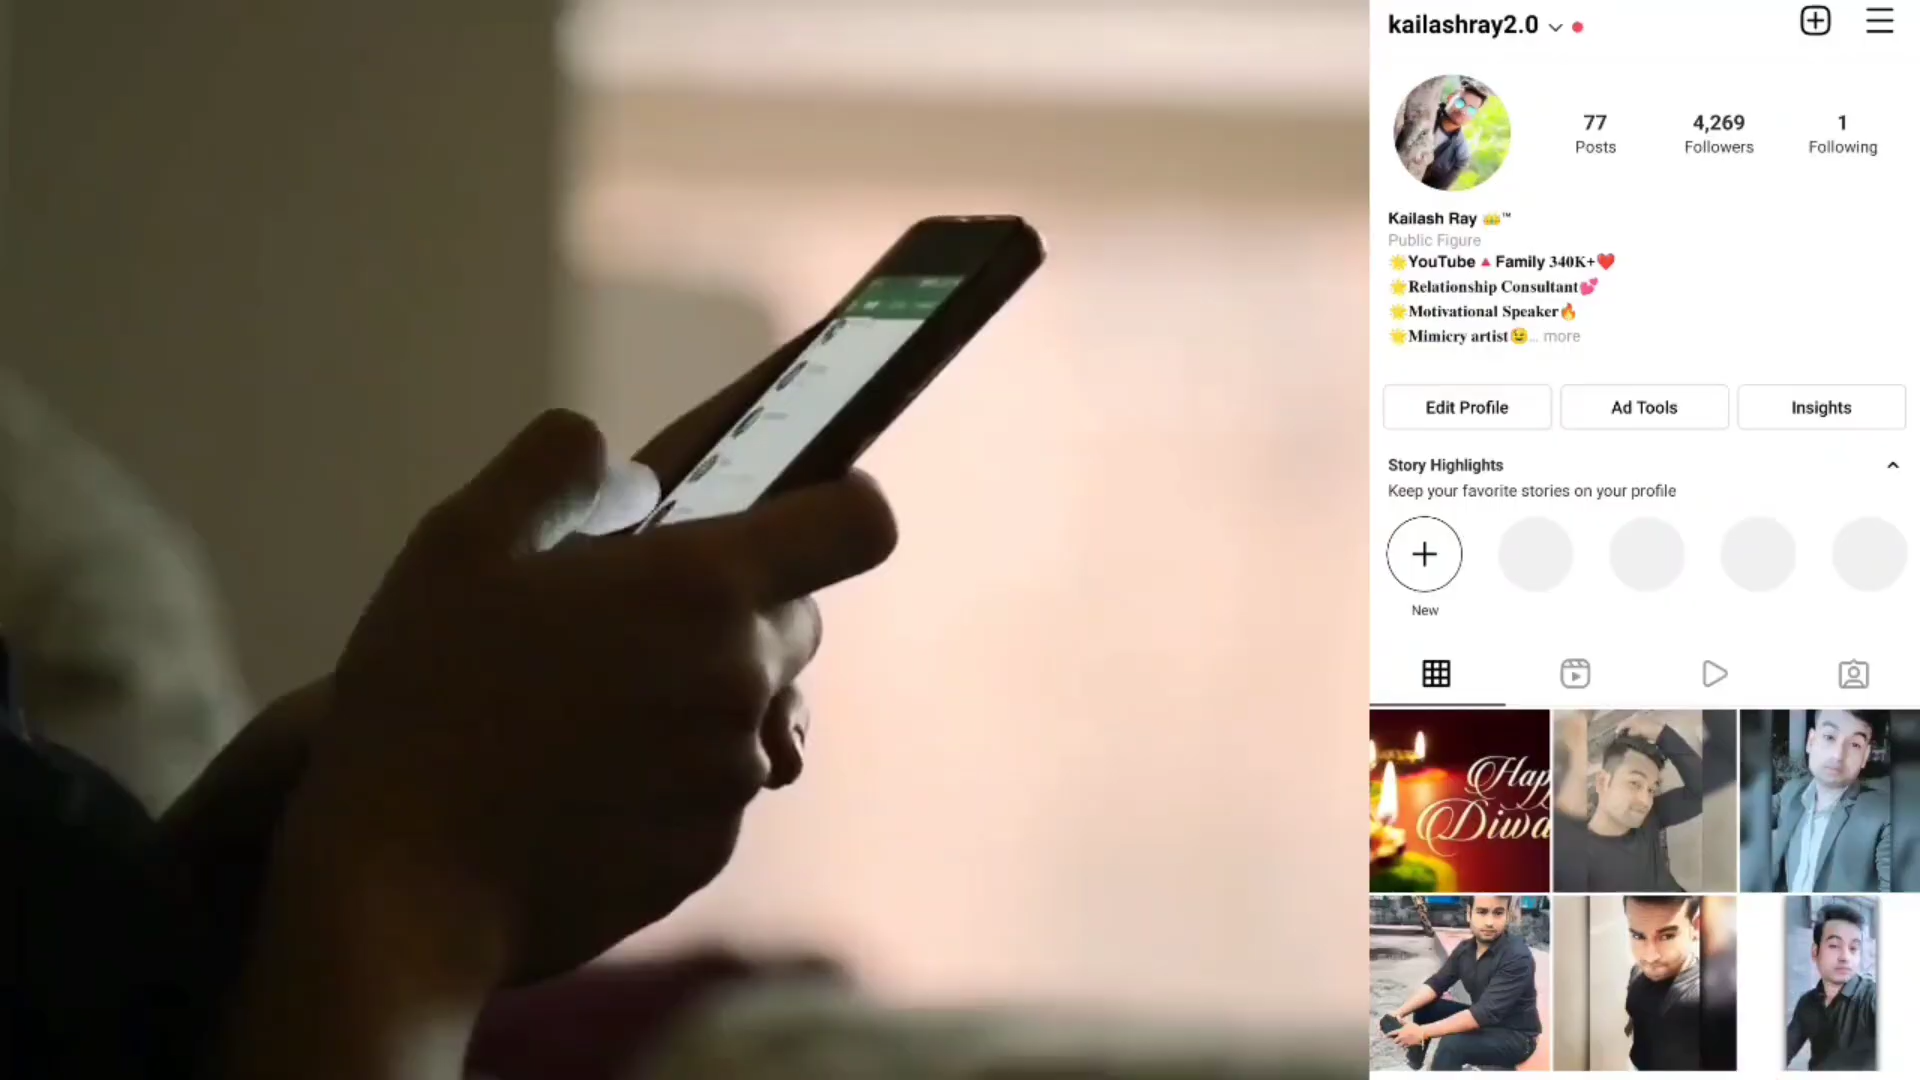 kailashray2.0
77
Posts
4,269
Followers
1
Following
Kailash Ray 👑™
Public Figure
🌟YouTube🔺Family 𝟑𝟒𝟎𝐊+❤️
🌟𝐑𝐞𝐥𝐚𝐭𝐢𝐨𝐧𝐬𝐡𝐢𝐩 𝐂𝐨𝐧𝐬𝐮𝐥𝐭𝐚𝐧𝐭💕
🌟𝐌𝐨𝐭𝐢𝐯𝐚𝐭𝐢𝐨𝐧𝐚𝐥 𝐒𝐩𝐞𝐚𝐤𝐞𝐫🔥
🌟𝐌𝐢𝐦𝐢𝐜𝐫𝐲 𝐚𝐫𝐭𝐢𝐬𝐭😉... more
Edit Profile
Ad Tools
Insights
Story Highlights
Keep your favorite stories on your profile
New
Hap
Diwa